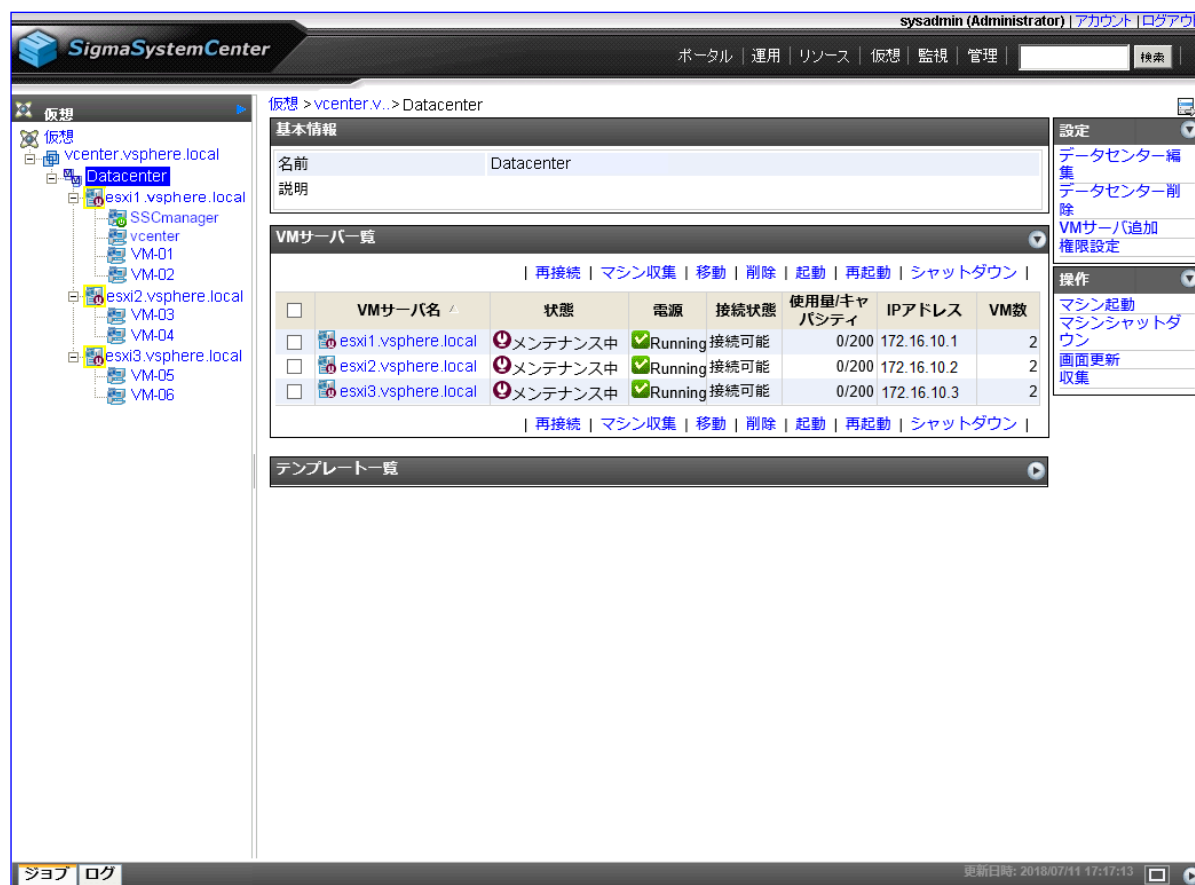 sysadmin (Administrator) | アカウント | ログアウ
SigmaSystemCenter
ポータル | 運用 | リソース | 仮想 | 監視 | 管理 | 検索 |
仮想
仮想
vcenter.vsphere.local
Datacenter
esxi1.vsphere.local
SSCmanager
vcenter
VM-01
VM-02
esxi2.vsphere.local
VM-03
VM-04
esxi3.vsphere.local
VM-05
VM-06
仮想 > vcenter.v..> Datacenter
基本情報
名前 Datacenter
説明
VMサーバ一覧
| 再接続 | マシン収集 | 移動 | 削除 | 起動 | 再起動 | シャットダウン |
VMサーバ名 状態 電源 接続状態 使用量/キャパシティ IPアドレス VM数
esxi1.vsphere.local メンテナンス中 Running 接続可能 0/200 172.16.10.1 2
esxi2.vsphere.local メンテナンス中 Running 接続可能 0/200 172.16.10.2 2
esxi3.vsphere.local メンテナンス中 Running 接続可能 0/200 172.16.10.3 2
| 再接続 | マシン収集 | 移動 | 削除 | 起動 | 再起動 | シャットダウン |
テンプレート一覧
設定
データセンター編
集
データセンター削
除
VMサーバ追加
権限設定
操作
マシン起動
マシンシャットダ
ウン
画面更新
収集
ジョブ ログ
更新日時: 2018/07/11 17:17:13